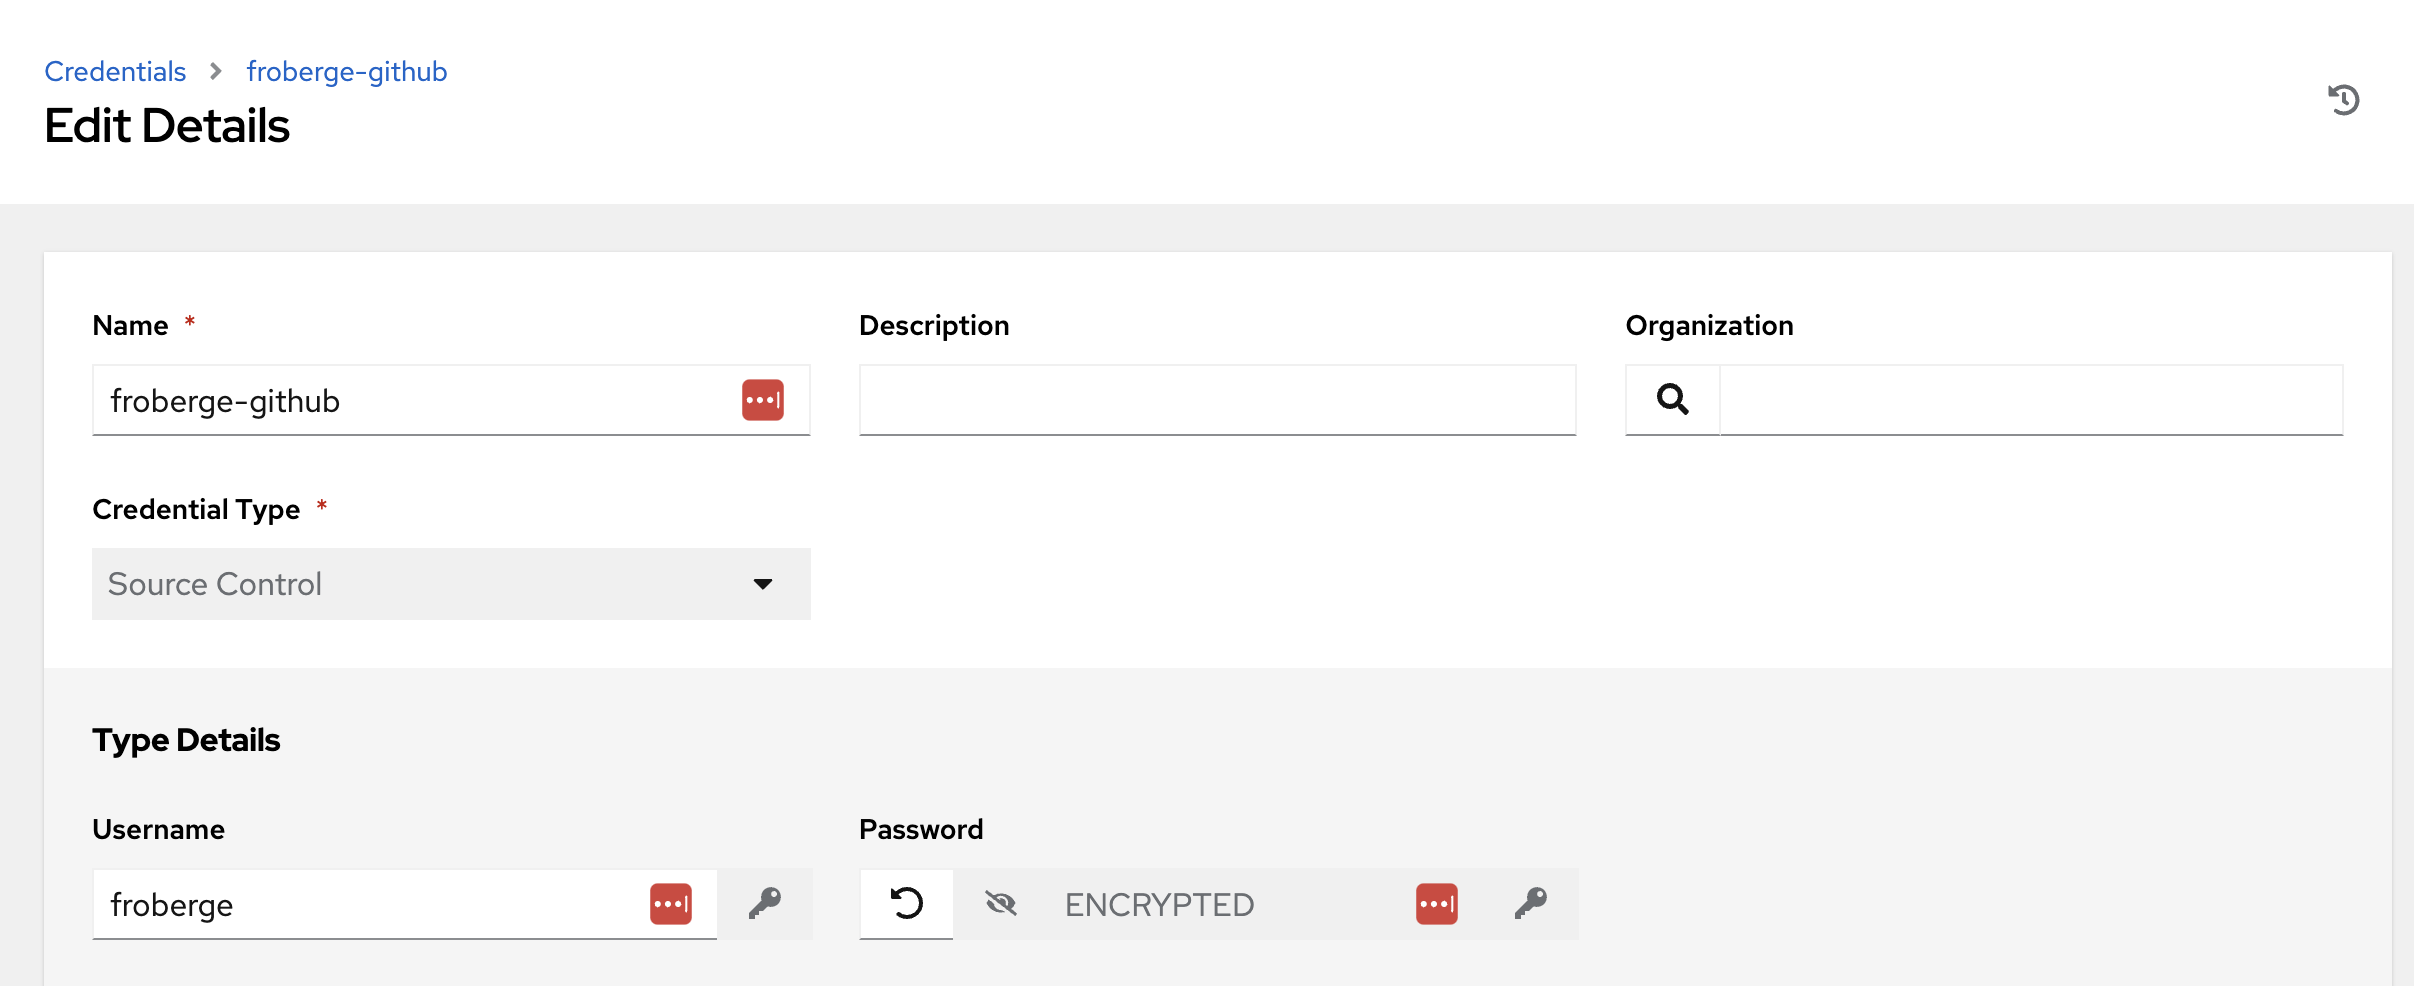 Credentials > froberge-github
Edit Details
Name *
Description
Organization
froberge-github
Credential Type *
Source Control
Type Details
Username
Password
froberge
ENCRYPTED